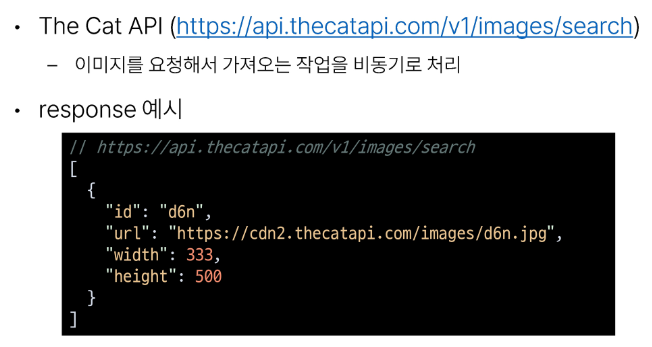 • The Cat API (https://api.thecatapi.com/v1/images/search)
– 이미지를 요청해서 가져오는 작업을 비동기로 처리
• response 예시
// https://api.thecatapi.com/v1/images/search
[
  {
    "id": "d6n",
    "url": "https://cdn2.thecatapi.com/images/d6n.jpg",
    "width": 333,
    "height": 500
  }
]